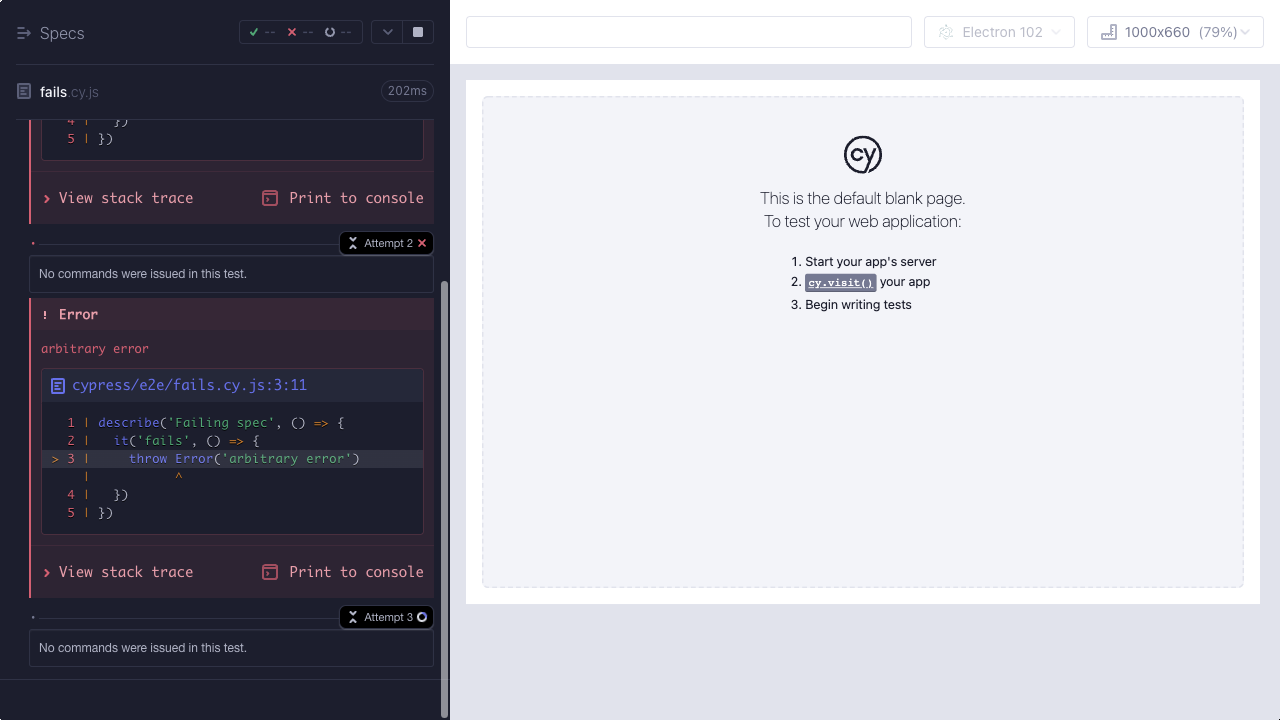 Specs
-- -- --
fails.cy.js
202ms
4 | })
5 | })
View stack trace
Print to console
Attempt 2
No commands were issued in this test.
! Error
arbitrary error
cypress/e2e/fails.cy.js:3:11
1 | describe('Failing spec', () => {
2 |   it('fails', () => {
> 3 |     throw Error('arbitrary error')
|           ^
4 |   })
5 | })
View stack trace
Print to console
Attempt 3
No commands were issued in this test.
Electron 102
1000x660 (79%)
cy
This is the default blank page.
To test your web application:
1. Start your app's server
2. cy.visit() your app
3. Begin writing tests